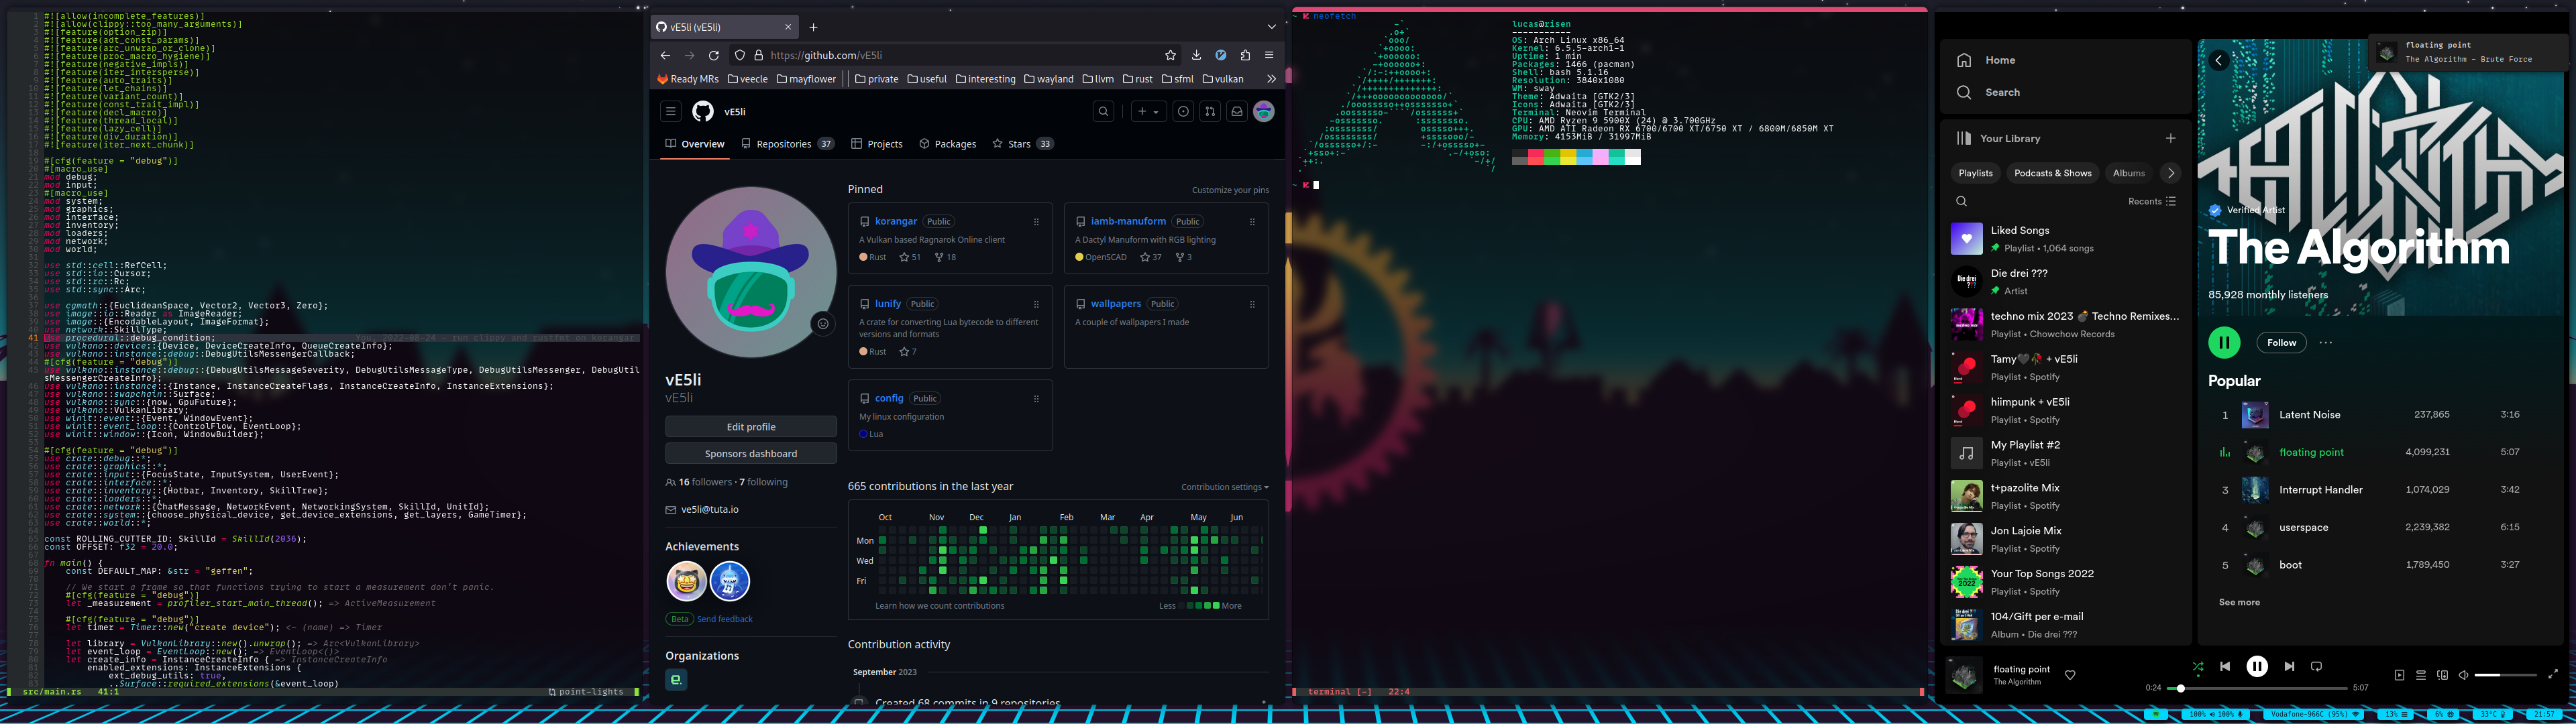 1 #![allow(incomplete_features)]
2 #![allow(clippy::too_many_arguments)]
3 #![feature(option_zip)]
4 #![feature(adt_const_params)]
5 #![feature(arc_unwrap_or_clone)]
6 #![feature(proc_macro_hygiene)]
7 #![feature(negative_impls)]
8 #![feature(iter_intersperse)]
9 #![feature(auto_traits)]
10 #![feature(let_chains)]
11 #![feature(variant_count)]
12 #![feature(const_trait_impl)]
13 #![feature(decl_macro)]
14 #![feature(thread_local)]
15 #![feature(lazy_cell)]
16 #![feature(div_duration)]
17 #![feature(iter_next_chunk)]
18
19 #[cfg(feature = "debug")]
20 #[macro_use]
21 mod debug;
22 mod input;
23 #[macro_use]
24 mod system;
25 mod graphics;
26 mod interface;
27 mod inventory;
28 mod loaders;
29 mod network;
30 mod world;
31
32 use std::cell::RefCell;
33 use std::io::Cursor;
34 use std::rc::Rc;
35 use std::sync::Arc;
36
37 use cgmath::{EuclideanSpace, Vector2, Vector3, Zero};
38 use image::io::Reader as ImageReader;
39 use image::{EncodableLayout, ImageFormat};
40 use network::SkillType;
41 use procedural::debug_condition; You, 2022-08-24 - run clippy and rustfmt on korangar
42 use vulkano::device::{Device, DeviceCreateInfo, QueueCreateInfo};
43 use vulkano::instance::debug::DebugUtilsMessengerCallback;
44 #[cfg(feature = "debug")]
45 use vulkano::instance::debug::{DebugUtilsMessageSeverity, DebugUtilsMessageType, DebugUtilsMessenger, DebugUtil
sMessengerCreateInfo};
46 use vulkano::instance::{Instance, InstanceCreateFlags, InstanceCreateInfo, InstanceExtensions};
47 use vulkano::swapchain::Surface;
48 use vulkano::sync::{now, GpuFuture};
49 use vulkano::VulkanLibrary;
50 use winit::event::{Event, WindowEvent};
51 use winit::event_loop::{ControlFlow, EventLoop};
52 use winit::window::{Icon, WindowBuilder};
53
54 #[cfg(feature = "debug")]
55 use crate::debug::*;
56 use crate::graphics::*;
57 use crate::input::{FocusState, InputSystem, UserEvent};
58 use crate::interface::*;
59 use crate::inventory::{Hotbar, Inventory, SkillTree};
60 use crate::loaders::*;
61 use crate::network::{ChatMessage, NetworkEvent, NetworkingSystem, SkillId, UnitId};
62 use crate::system::{choose_physical_device, get_device_extensions, get_layers, GameTimer};
63 use crate::world::*;
64
65 const ROLLING_CUTTER_ID: SkillId = SkillId(2036);
66 const OFFSET: f32 = 20.0;
67
68 fn main() {
69 const DEFAULT_MAP: &str = "geffen";
70
71 // We start a frame so that functions trying to start a measurement don't panic.
72 #[cfg(feature = "debug")]
73 let _measurement = profiler_start_main_thread(); => ActiveMeasurement
74
75 #[cfg(feature = "debug")]
76 let timer = Timer::new("create device"); <- (name) => Timer
77
78 let library = VulkanLibrary::new().unwrap(); => Arc<VulkanLibrary>
79 let event_loop = EventLoop::new(); => EventLoop<()>
80 let create_info = InstanceCreateInfo { => InstanceCreateInfo
81 enabled_extensions: InstanceExtensions {
82 ext_debug_utils: true,
83 ..Surface::required_extensions(&event_loop)
src/main.rs 41:1 point-lights
vE5li (vE5li)
https://github.com/vE5li
Ready MRs veecle mayflower private useful interesting wayland llvm rust sfml vulkan
vE5li
Overview Repositories 37 Projects Packages Stars 33
Pinned Customize your pins
korangar Public
A Vulkan based Ragnarok Online client
Rust 51 18
iamb-manuform Public
A Dactyl Manuform with RGB lighting
OpenSCAD 37 3
lunify Public
A crate for converting Lua bytecode to different
versions and formats
Rust 7
wallpapers Public
A couple of wallpapers I made
config Public
My linux configuration
Lua
vE5li
vE5li
Edit profile
Sponsors dashboard
16 followers · 7 following
ve5li@tuta.io
Achievements
Beta Send feedback
Organizations
e.
665 contributions in the last year Contribution settings
Oct Nov Dec Jan Feb Mar Apr May Jun
Mon
Wed
Fri
Learn how we count contributions Less More
Contribution activity
September 2023
Created 68 commits in 9 repositories
~ neofetch
lucas@risen
-----------
OS: Arch Linux x86_64
Kernel: 6.5.5-arch1-1
Uptime: 1 min
Packages: 1466 (pacman)
Shell: bash 5.1.16
Resolution: 3840x1080
WM: sway
Theme: Adwaita [GTK2/3]
Icons: Adwaita [GTK2/3]
Terminal: Neovim Terminal
CPU: AMD Ryzen 9 5900X (24) @ 3.700GHz
GPU: AMD ATI Radeon RX 6700/6700 XT/6750 XT / 6800M/6850M XT
Memory: 4153MiB / 31997MiB
~
terminal [-] 22:4
Home
Search
Your Library
Playlists Podcasts & Shows Albums
Recents
Liked Songs
Playlist • 1,064 songs
Die drei ???
Artist
techno mix 2023 💣 Techno Remixes...
Playlist • Chowchow Records
Tamy🖤🥀 + vE5li
Playlist • Spotify
hiimpunk + vE5li
Playlist • Spotify
My Playlist #2
Playlist • vE5li
t+pazolite Mix
Playlist • Spotify
Jon Lajoie Mix
Playlist • Spotify
Your Top Songs 2022
Playlist • Spotify
104/Gift per e-mail
Album • Die drei ???
floating point
The Algorithm - Brute Force
Verified Artist
The Algorithm
85,928 monthly listeners
Follow
Popular
1 Latent Noise 237,865 3:16
floating point 4,099,231 5:07
3 Interrupt Handler 1,074,029 3:42
4 userspace 2,239,382 6:15
5 boot 1,789,450 3:27
See more
floating point
The Algorithm
0:24 5:07
100% 100% Vodafone-966C (95%) 13% 6% 33°C 21:57